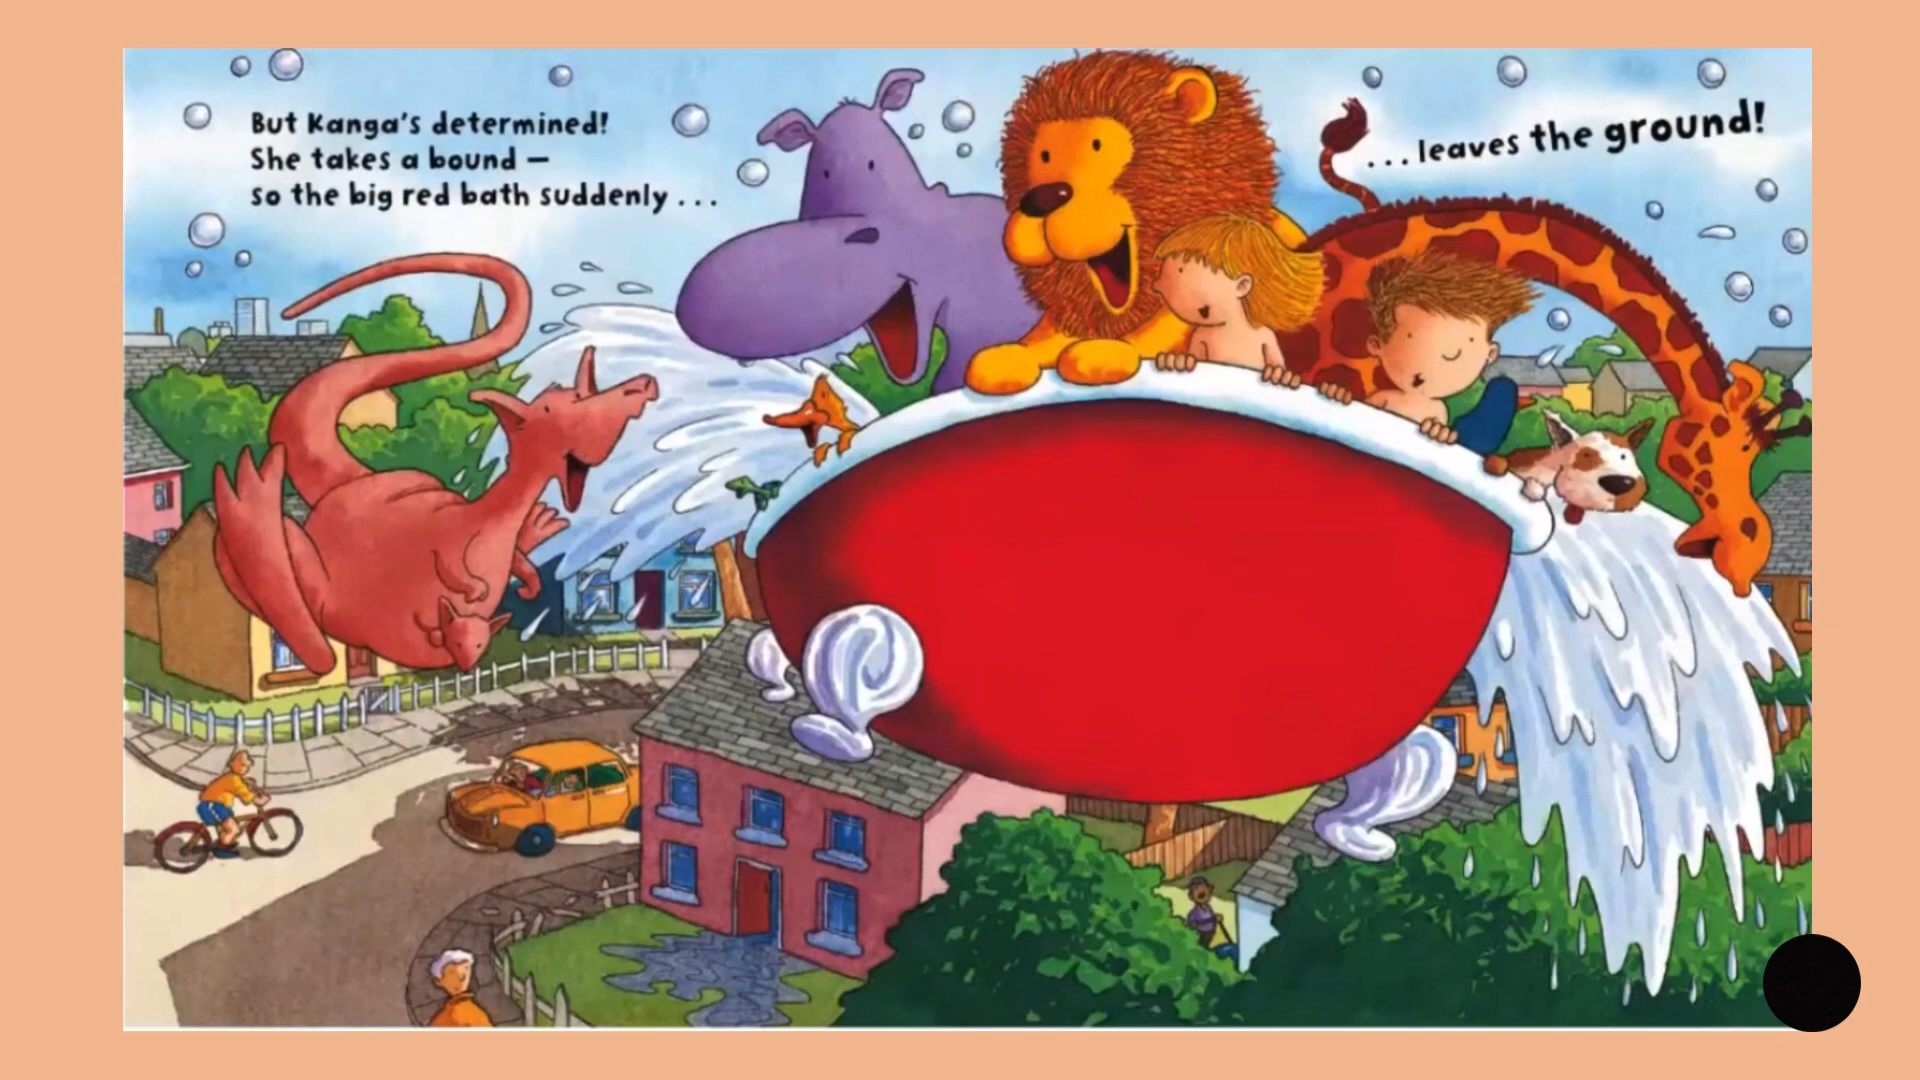 But Kanga's determined!
She takes a bound –
so the big red bath suddenly . . .
. . . leaves the ground!